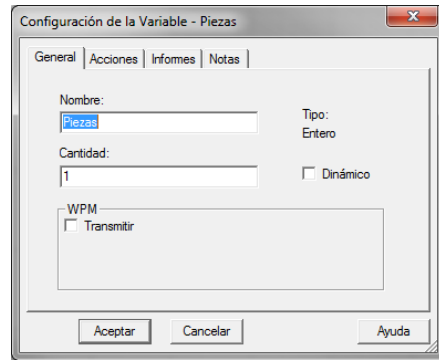 Configuración de la Variable - Piezas
General Acciones Informes Notas
Nombre:
Piezas
Tipo:
Entero
Cantidad:
1
Dinámico
WPM
Transmitir
Aceptar Cancelar Ayuda